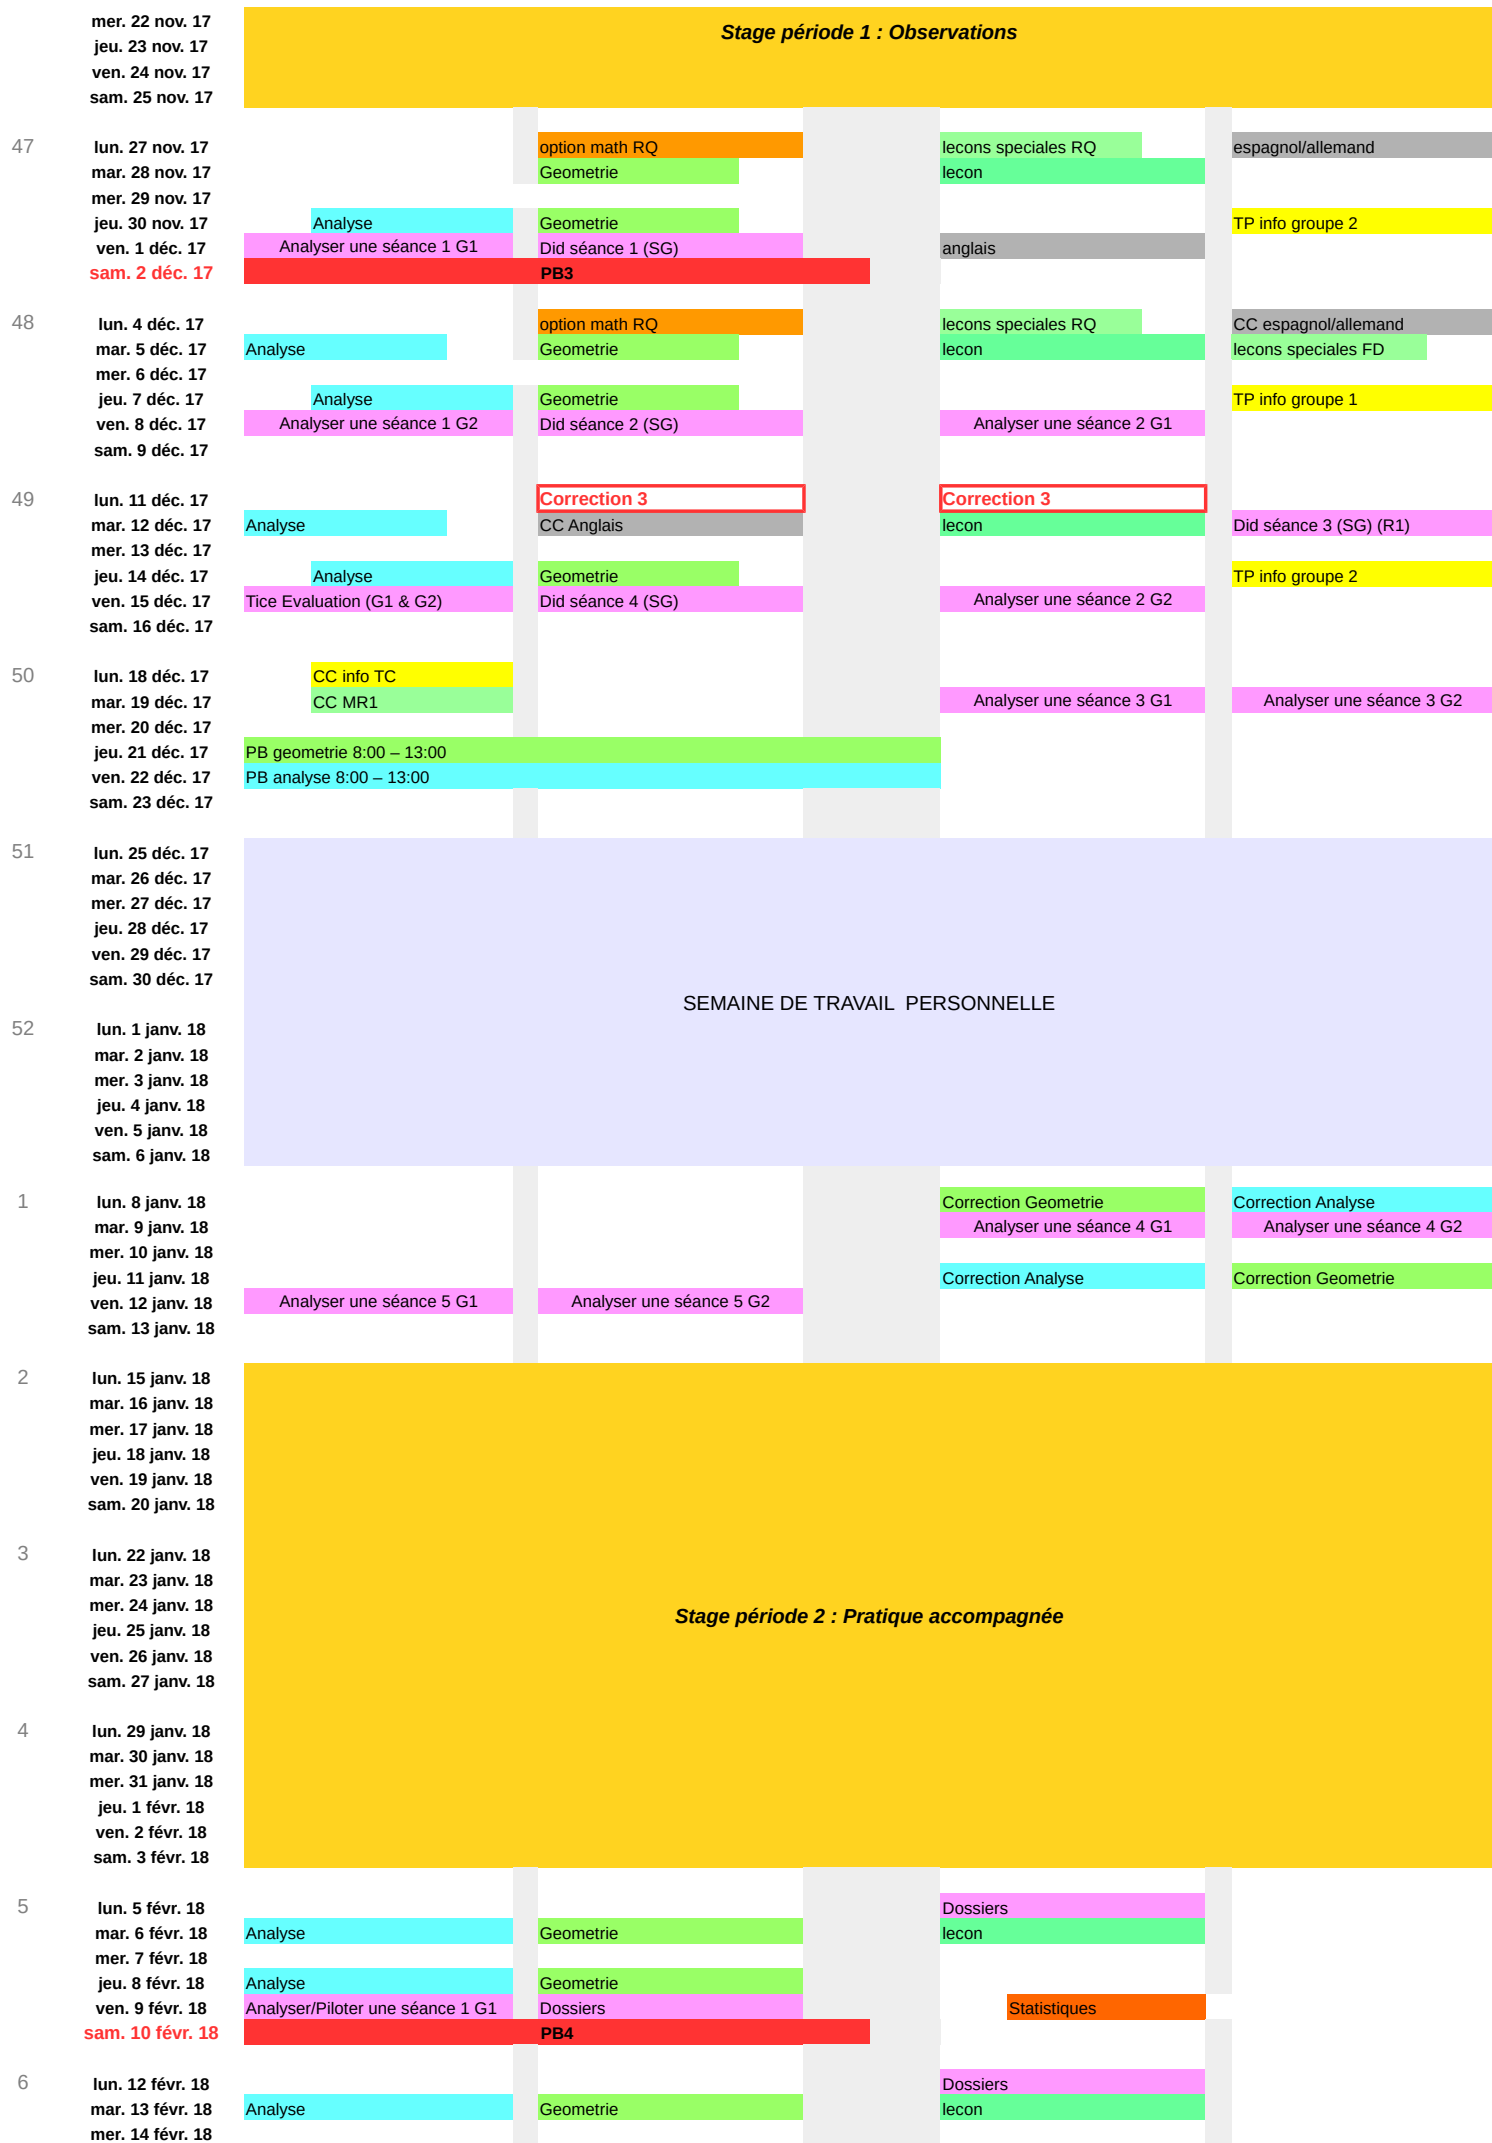 mer. 22 nov. 17 Stage période 1 : Observations
jeu. 23 nov. 17
ven. 24 nov. 17
sam. 25 nov. 17
47 lun. 27 nov. 17 option math RQ lecons speciales RQ espagnol/allemand
mar. 28 nov. 17 Geometrie lecon
mer. 29 nov. 17
jeu. 30 nov. 17 Analyse Geometrie TP info groupe 2
ven. 1 déc. 17 Analyser une séance 1 G1 Did séance 1 (SG) anglais
sam. 2 déc. 17 PB3
48 lun. 4 déc. 17 option math RQ lecons speciales RQ CC espagnol/allemand
mar. 5 déc. 17 Analyse Geometrie lecon lecons speciales FD
mer. 6 déc. 17
jeu. 7 déc. 17 Analyse Geometrie TP info groupe 1
ven. 8 déc. 17 Analyser une séance 1 G2 Did séance 2 (SG) Analyser une séance 2 G1
sam. 9 déc. 17
49 lun. 11 déc. 17 Correction 3 Correction 3
mar. 12 déc. 17 Analyse CC Anglais lecon Did séance 3 (SG) (R1)
mer. 13 déc. 17
jeu. 14 déc. 17 Analyse Geometrie TP info groupe 2
ven. 15 déc. 17 Tice Evaluation (G1 & G2) Did séance 4 (SG) Analyser une séance 2 G2
sam. 16 déc. 17
50 lun. 18 déc. 17 CC info TC
mar. 19 déc. 17 CC MR1 Analyser une séance 3 G1 Analyser une séance 3 G2
mer. 20 déc. 17
jeu. 21 déc. 17 PB geometrie 8:00 – 13:00
ven. 22 déc. 17 PB analyse 8:00 – 13:00
sam. 23 déc. 17
51 lun. 25 déc. 17
mar. 26 déc. 17
mer. 27 déc. 17
jeu. 28 déc. 17
ven. 29 déc. 17
sam. 30 déc. 17
SEMAINE DE TRAVAIL PERSONNELLE
52 lun. 1 janv. 18
mar. 2 janv. 18
mer. 3 janv. 18
jeu. 4 janv. 18
ven. 5 janv. 18
sam. 6 janv. 18
1 lun. 8 janv. 18 Correction Geometrie Correction Analyse
mar. 9 janv. 18 Analyser une séance 4 G1 Analyser une séance 4 G2
mer. 10 janv. 18
jeu. 11 janv. 18 Correction Analyse Correction Geometrie
ven. 12 janv. 18 Analyser une séance 5 G1 Analyser une séance 5 G2
sam. 13 janv. 18
2 lun. 15 janv. 18
mar. 16 janv. 18
mer. 17 janv. 18
jeu. 18 janv. 18
ven. 19 janv. 18
sam. 20 janv. 18
3 lun. 22 janv. 18
mar. 23 janv. 18
mer. 24 janv. 18
Stage période 2 : Pratique accompagnée
jeu. 25 janv. 18
ven. 26 janv. 18
sam. 27 janv. 18
4 lun. 29 janv. 18
mar. 30 janv. 18
mer. 31 janv. 18
jeu. 1 févr. 18
ven. 2 févr. 18
sam. 3 févr. 18
5 lun. 5 févr. 18 Dossiers
mar. 6 févr. 18 Analyse Geometrie lecon
mer. 7 févr. 18
jeu. 8 févr. 18 Analyse Geometrie
ven. 9 févr. 18 Analyser/Piloter une séance 1 G1 Dossiers Statistiques
sam. 10 févr. 18 PB4
6 lun. 12 févr. 18 Dossiers
mar. 13 févr. 18 Analyse Geometrie lecon
mer. 14 févr. 18